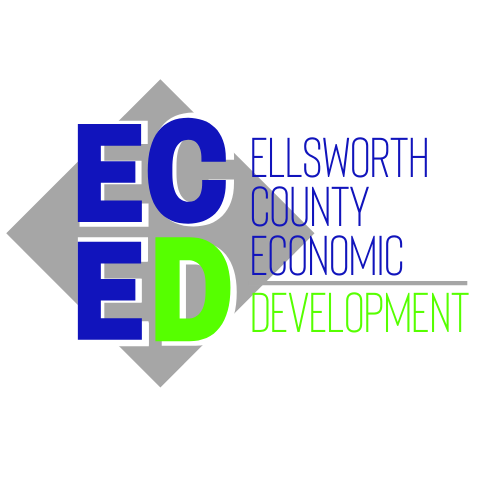 EC
ED
ELLSWORTH
COUNTY
ECONOMIC
DEVELOPMENT